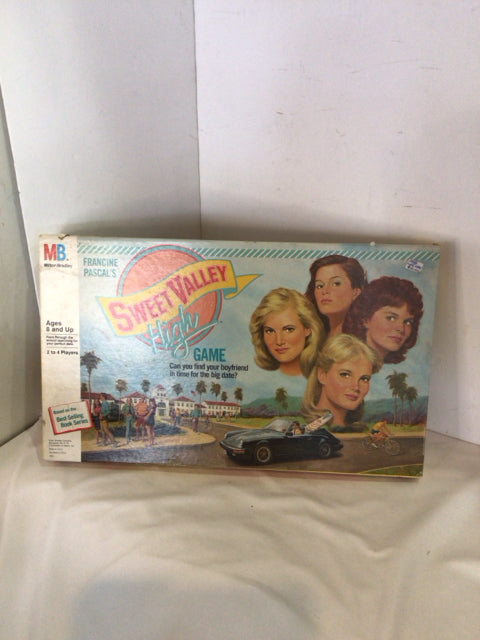 MB
Milton Bradley
FRANCINE
PASCAL'S
SWEET VALLEY
High
GAME
Can you find your boyfriend
in time for the big date?
Ages
8 and Up
2 to 4 Players
Based on the
Best Selling
Book Series